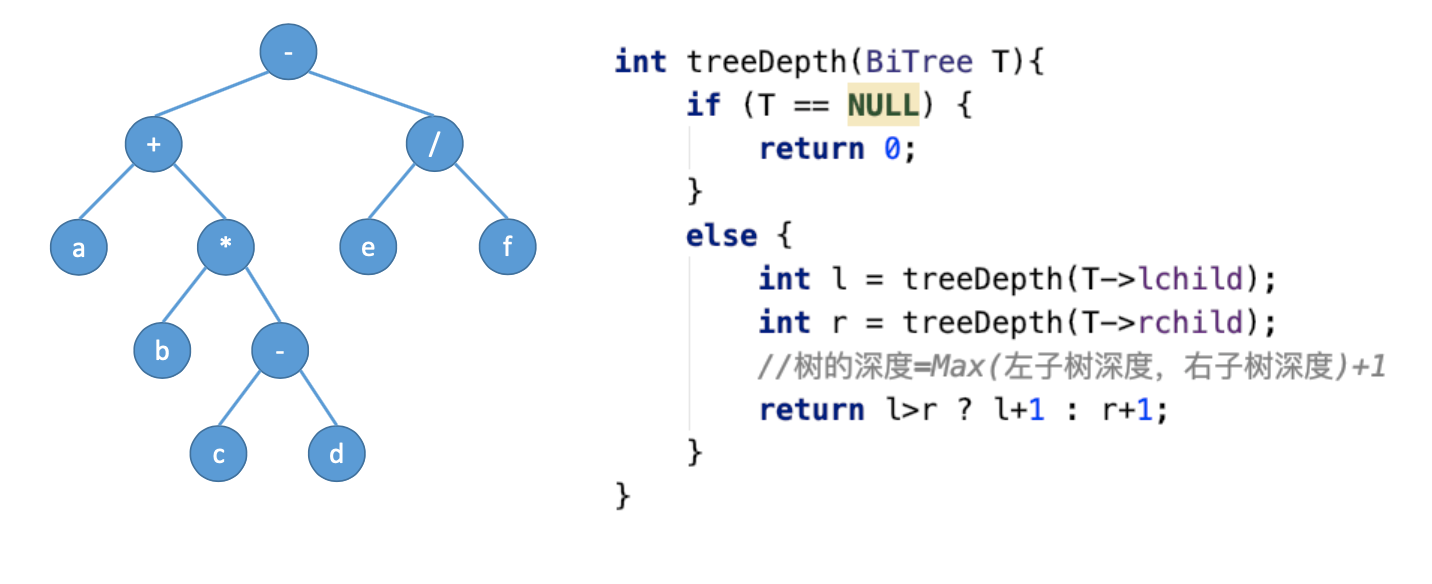 -
+
/
a
*
e
f
b
-
c
d
int treeDepth(BiTree T){
if (T == NULL) {
return 0;
}
else {
int l = treeDepth(T->lchild);
int r = treeDepth(T->rchild);
//树的深度=Max(左子树深度，右子树深度)+1
return l>r ? l+1 : r+1;
}
}